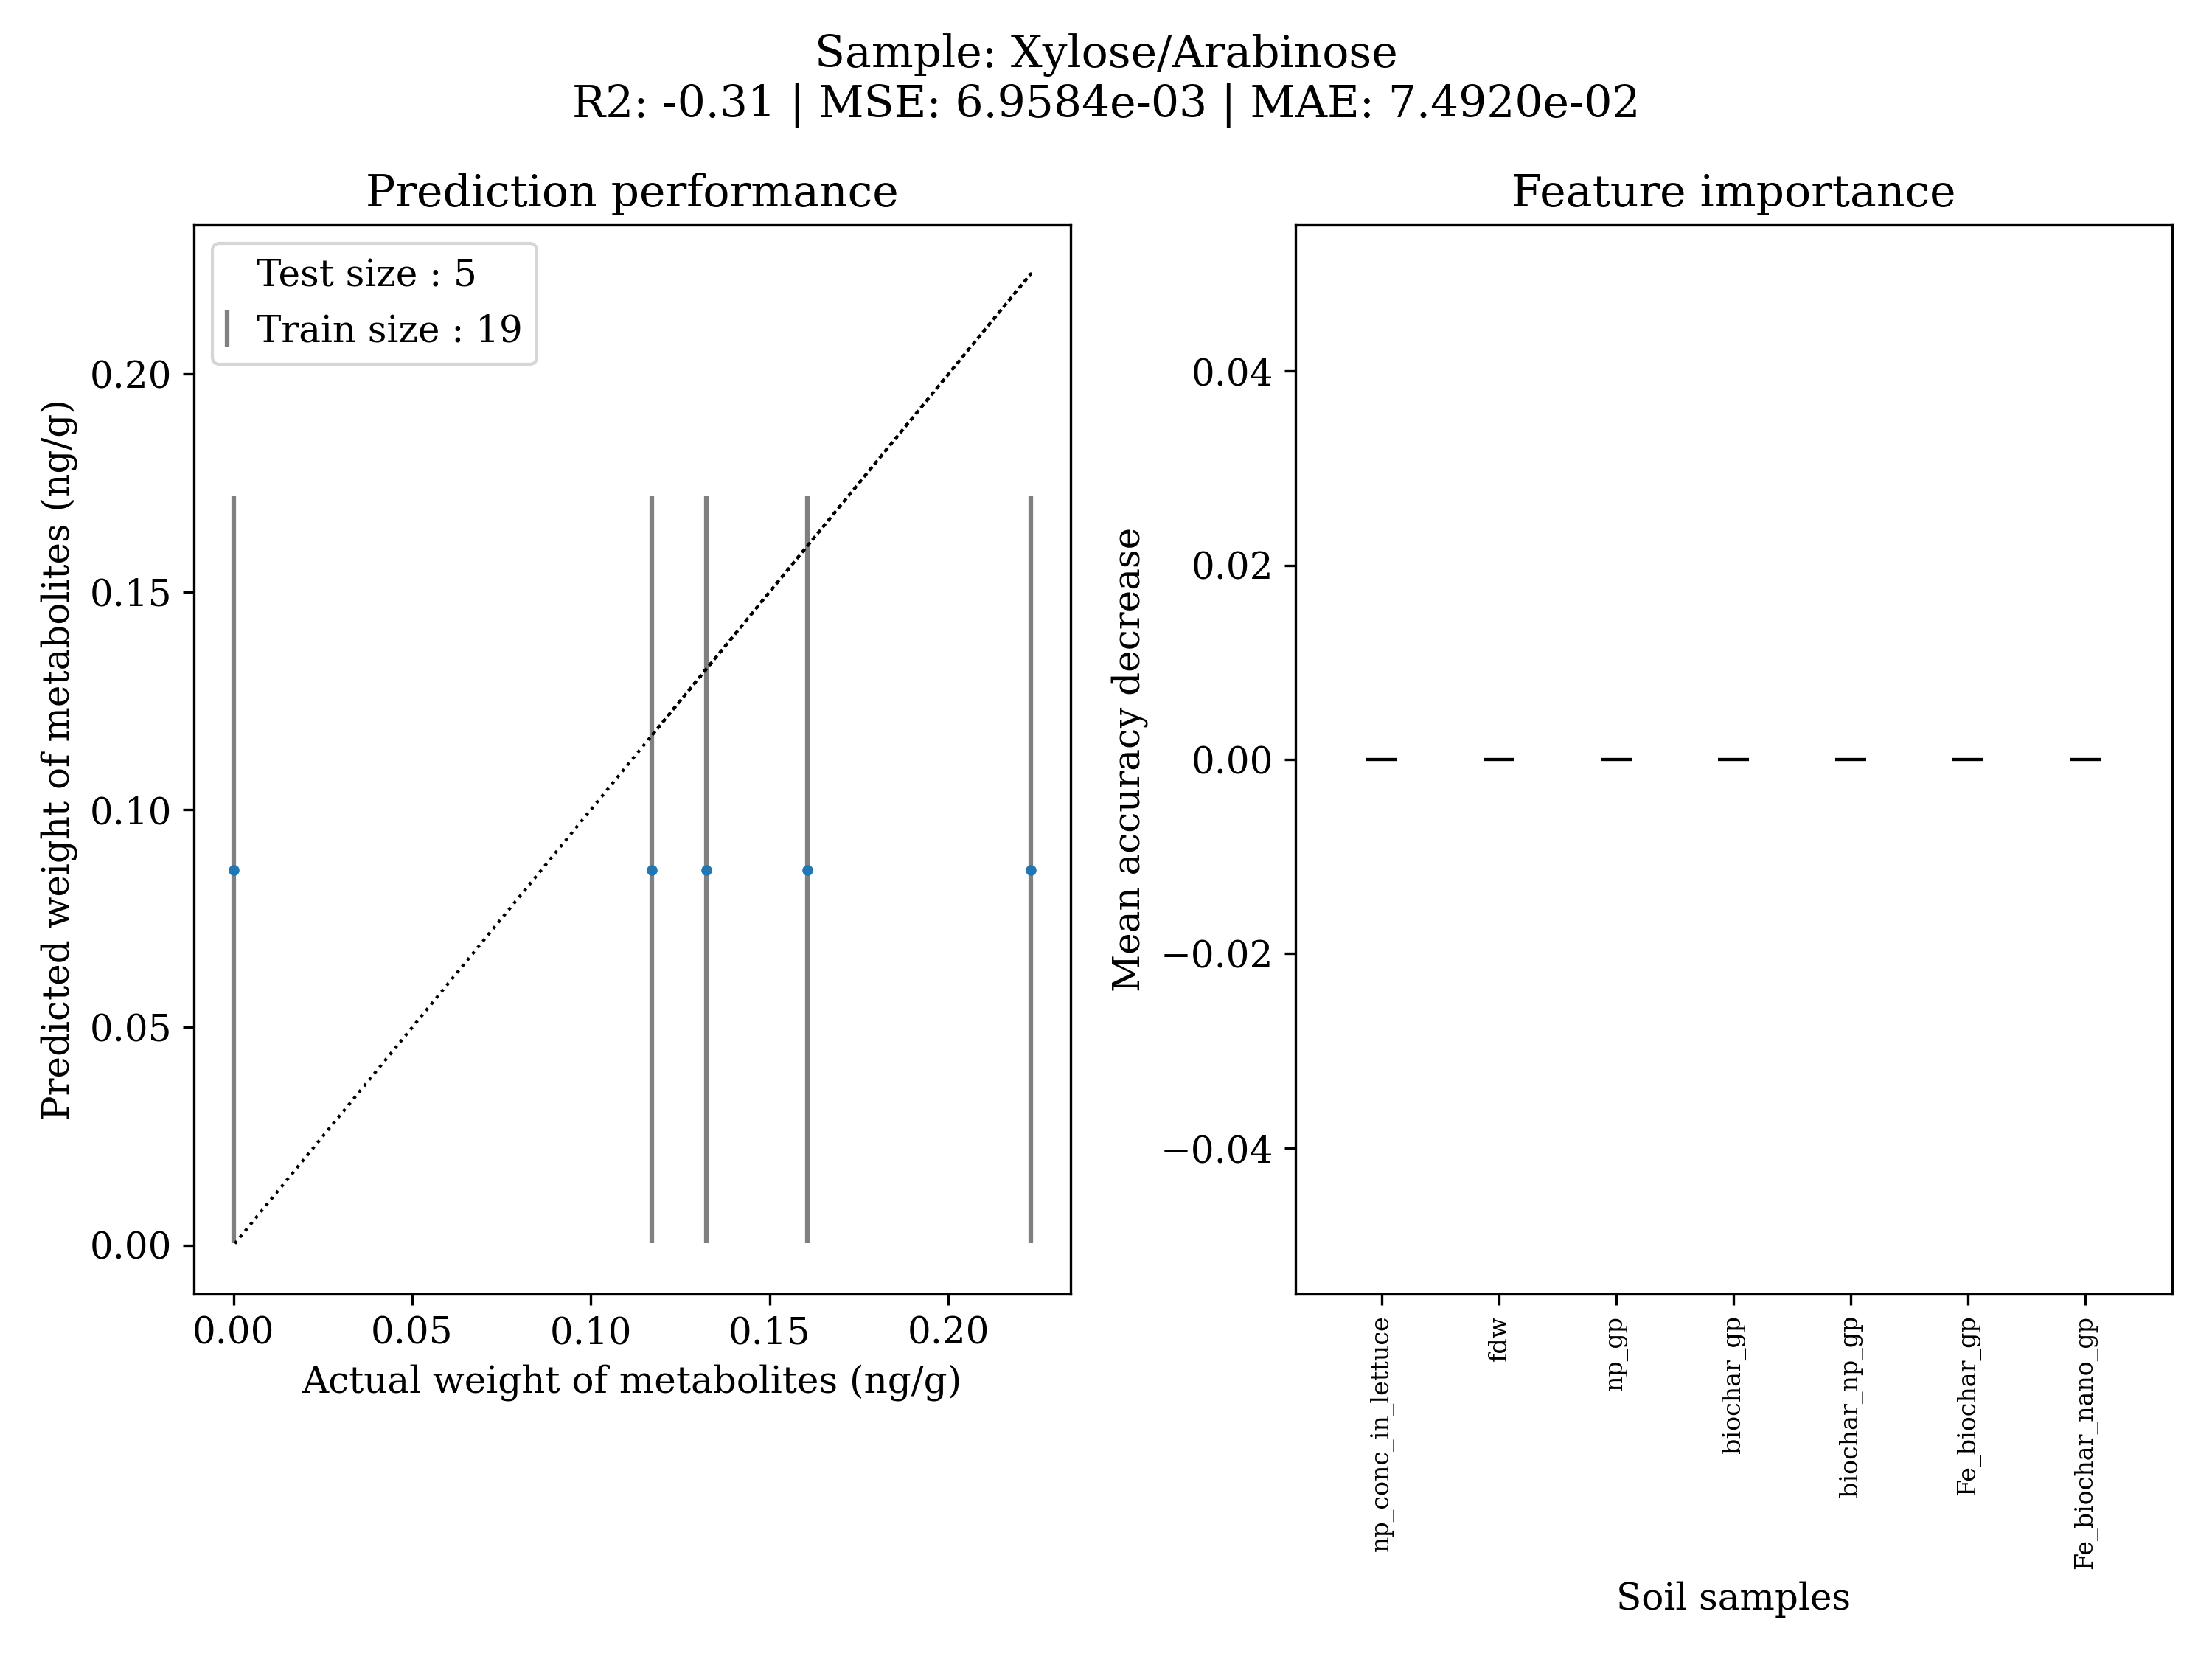 Sample: Xylose/Arabinose
R2: -0.31 | MSE: 6.9584e-03 | MAE: 7.4920e-02
Prediction performance
Test size : 5
Train size : 19
Predicted weight of metabolites (ng/g)
0.20
0.15
0.10
0.05
0.00
0.00 0.05 0.10 0.15 0.20
Actual weight of metabolites (ng/g)
Feature importance
Mean accuracy decrease
0.04
0.02
0.00
−0.02
−0.04
np_conc_in_lettuce
fdw
np_gp
biochar_gp
biochar_np_gp
Fe_biochar_gp
Fe_biochar_nano_gp
Soil samples